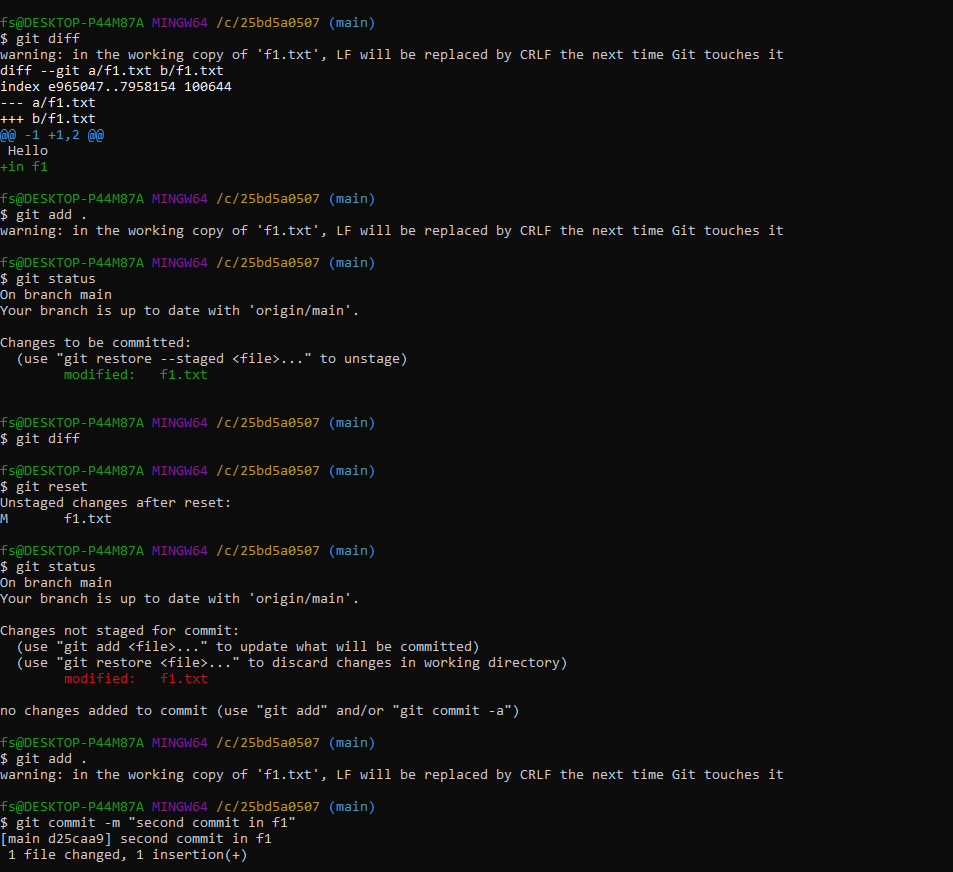 fs@DESKTOP-P44M87A MINGW64 /c/25bd5a0507 (main)
$ git diff
warning: in the working copy of 'f1.txt', LF will be replaced by CRLF the next time Git touches it
diff --git a/f1.txt b/f1.txt
index e965047..7958154 100644
--- a/f1.txt
+++ b/f1.txt
@@ -1 +1,2 @@
 Hello
+in f1
fs@DESKTOP-P44M87A MINGW64 /c/25bd5a0507 (main)
$ git add .
warning: in the working copy of 'f1.txt', LF will be replaced by CRLF the next time Git touches it
fs@DESKTOP-P44M87A MINGW64 /c/25bd5a0507 (main)
$ git status
On branch main
Your branch is up to date with 'origin/main'.
Changes to be committed:
  (use "git restore --staged <file>..." to unstage)
        modified:   f1.txt
fs@DESKTOP-P44M87A MINGW64 /c/25bd5a0507 (main)
$ git diff
fs@DESKTOP-P44M87A MINGW64 /c/25bd5a0507 (main)
$ git reset
Unstaged changes after reset:
M       f1.txt
fs@DESKTOP-P44M87A MINGW64 /c/25bd5a0507 (main)
$ git status
On branch main
Your branch is up to date with 'origin/main'.
Changes not staged for commit:
  (use "git add <file>..." to update what will be committed)
  (use "git restore <file>..." to discard changes in working directory)
        modified:   f1.txt
no changes added to commit (use "git add" and/or "git commit -a")
fs@DESKTOP-P44M87A MINGW64 /c/25bd5a0507 (main)
$ git add .
warning: in the working copy of 'f1.txt', LF will be replaced by CRLF the next time Git touches it
fs@DESKTOP-P44M87A MINGW64 /c/25bd5a0507 (main)
$ git commit -m "second commit in f1"
[main d25caa9] second commit in f1
 1 file changed, 1 insertion(+)